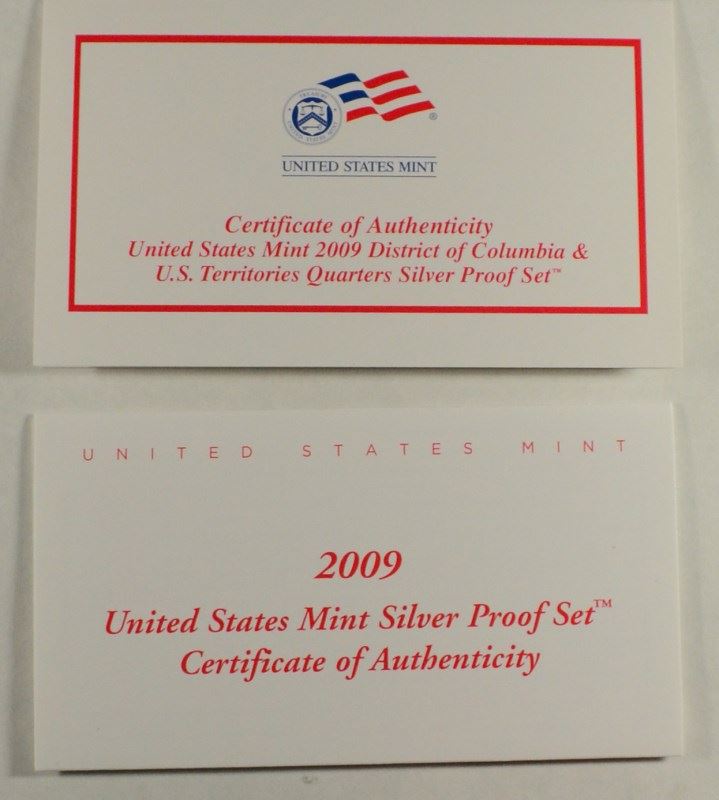 ®
UNITED STATES MINT
Certificate of Authenticity
United States Mint 2009 District of Columbia &
U.S. Territories Quarters Silver Proof Set™
UNITED STATES MINT
2009
United States Mint Silver Proof Set™
Certificate of Authenticity